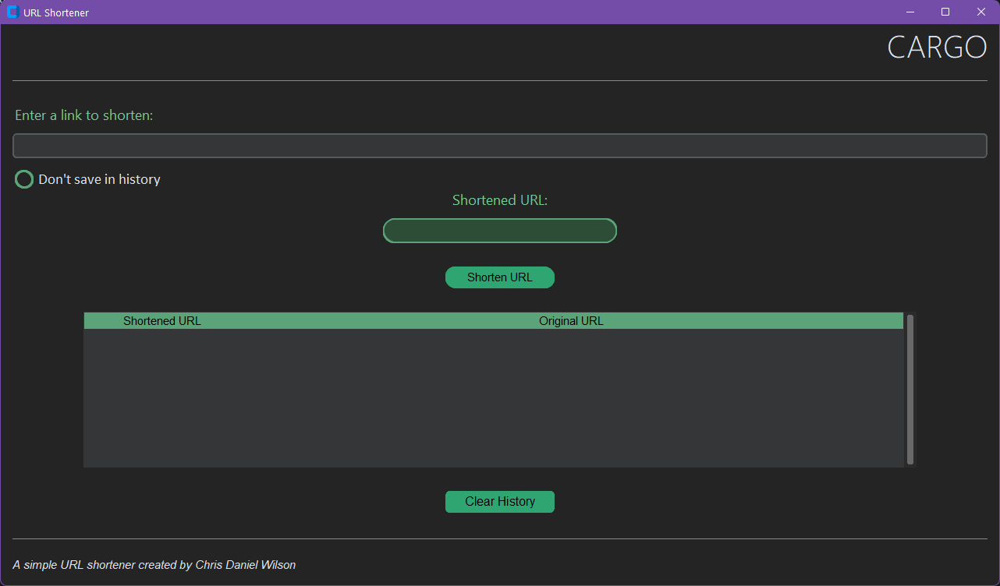 URL Shortener
CARGO
Enter a link to shorten:
Don't save in history
Shortened URL:
Shorten URL
Shortened URL Original URL
Clear History
A simple URL shortener created by Chris Daniel Wilson